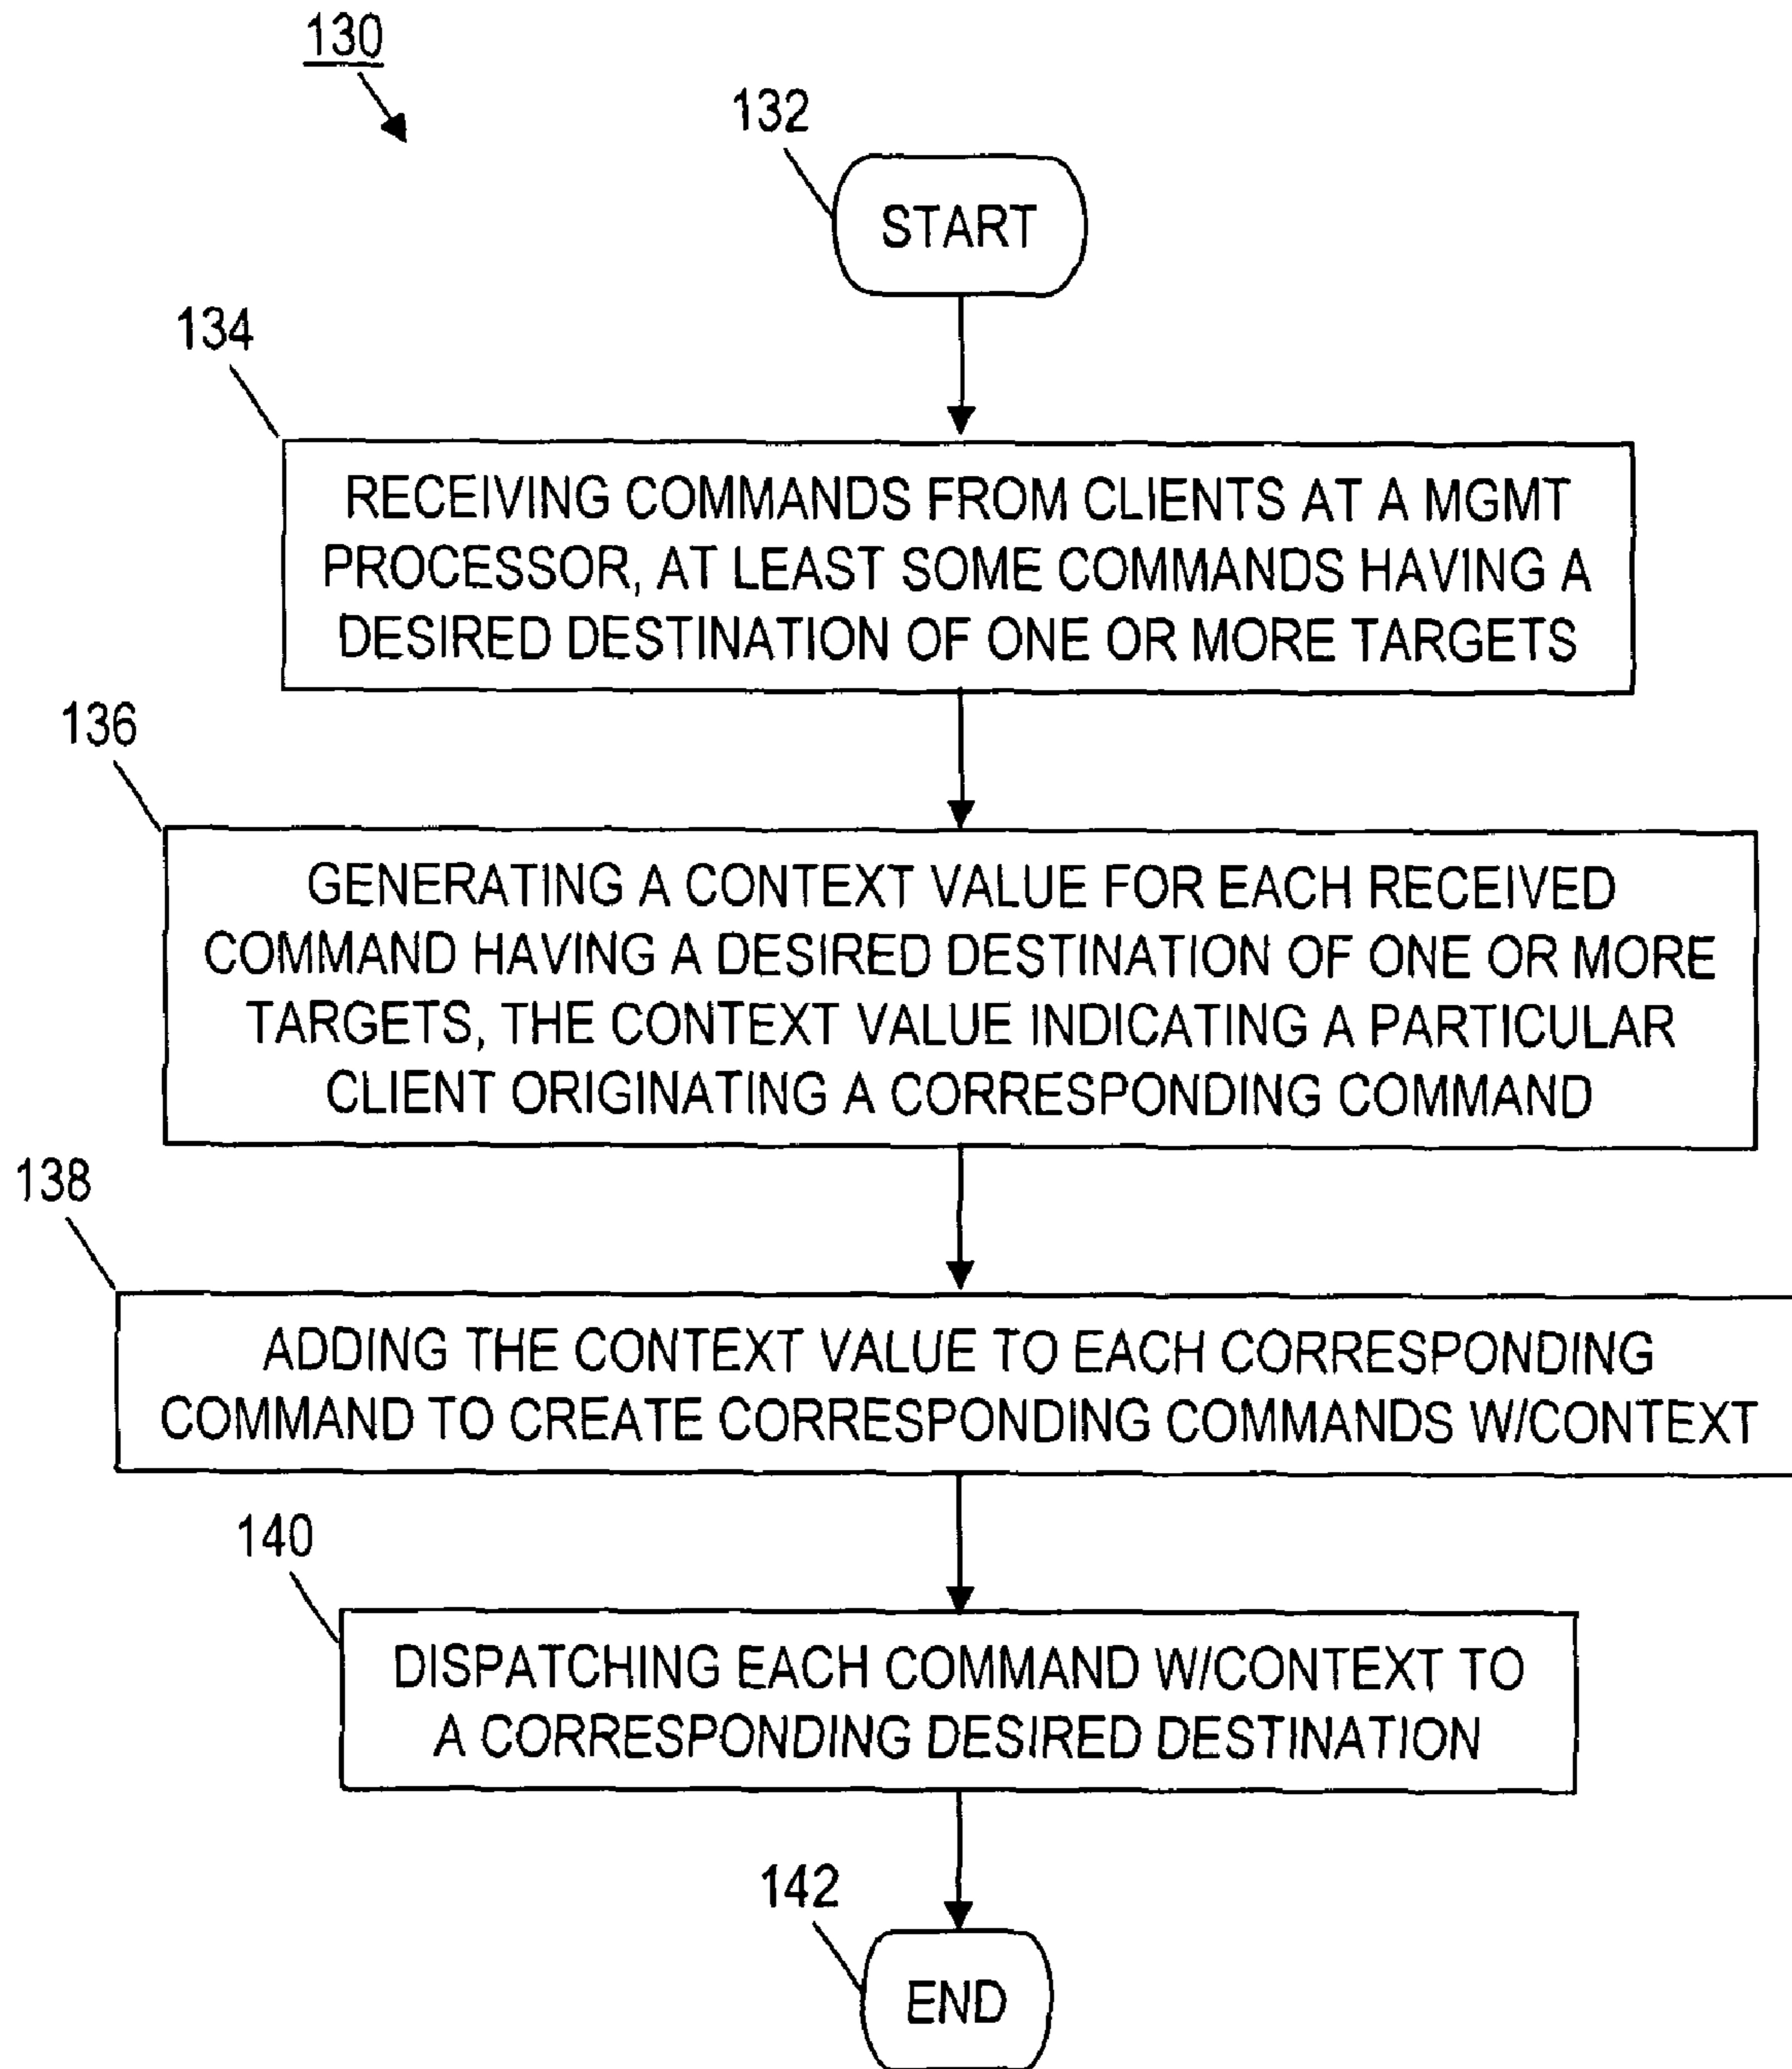 130
132
START
134
RECEIVING COMMANDS FROM CLIENTS AT A MGMT
PROCESSOR, AT LEAST SOME COMMANDS HAVING A
DESIRED DESTINATION OF ONE OR MORE TARGETS
136
GENERATING A CONTEXT VALUE FOR EACH RECEIVED
COMMAND HAVING A DESIRED DESTINATION OF ONE OR MORE
TARGETS, THE CONTEXT VALUE INDICATING A PARTICULAR
CLIENT ORIGINATING A CORRESPONDING COMMAND
138
ADDING THE CONTEXT VALUE TO EACH CORRESPONDING
COMMAND TO CREATE CORRESPONDING COMMANDS W/CONTEXT
140
DISPATCHING EACH COMMAND W/CONTEXT TO
A CORRESPONDING DESIRED DESTINATION
142
END